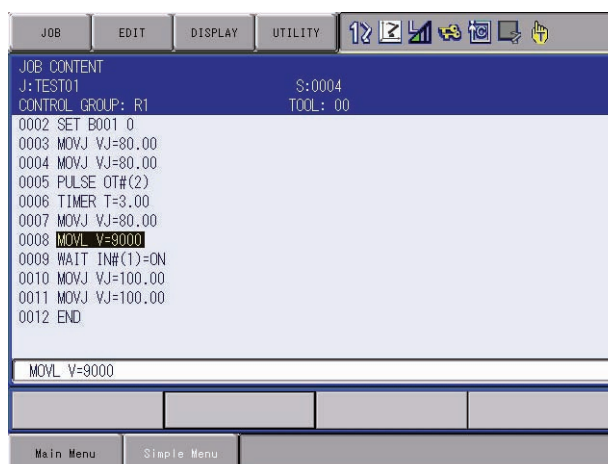 JOB EDIT DISPLAY UTILITY
JOB CONTENT
J:TEST01 S:0004
CONTROL GROUP: R1 TOOL: 00
0002 SET B001 0
0003 MOVJ VJ=80.00
0004 MOVJ VJ=80.00
0005 PULSE OT#(2)
0006 TIMER T=3.00
0007 MOVJ VJ=80.00
0008 MOVL V=9000
0009 WAIT IN#(1)=ON
0010 MOVJ VJ=100.00
0011 MOVJ VJ=100.00
0012 END
MOVL V=9000
Main Menu Simple Menu